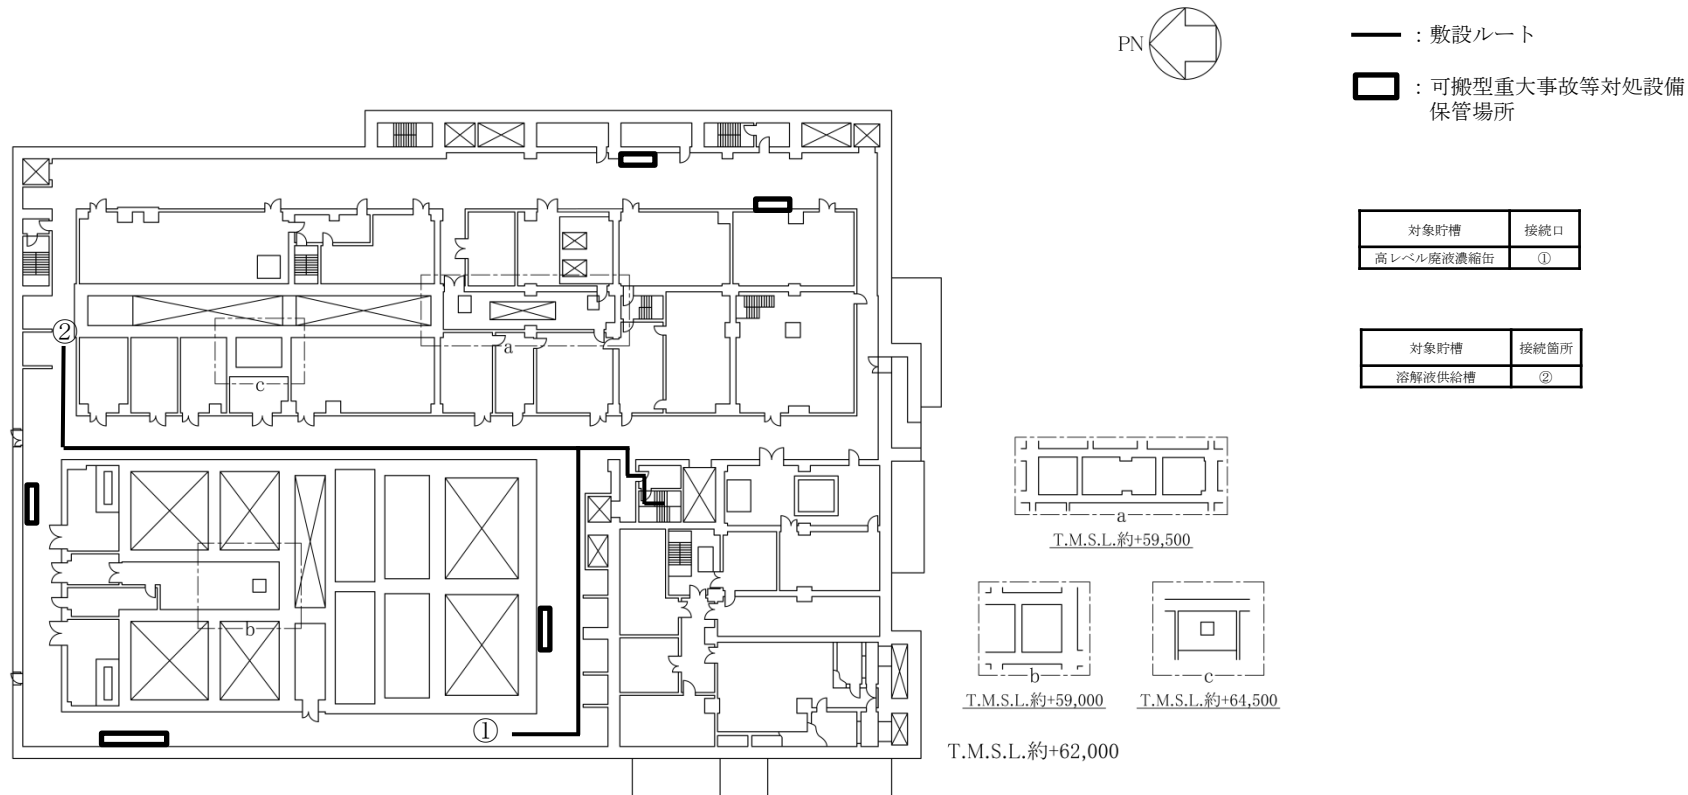 PN
：敷設ルート
：可搬型重大事故等対処設備
保管場所
対象貯槽 接続口
高レベル廃液濃縮缶 ①
②
a
c
対象貯槽 接続箇所
溶解液供給槽 ②
a
T.M.S.L.約+59,500
b
b
T.M.S.L.約+59,000
c
T.M.S.L.約+64,500
①
T.M.S.L.約+62,000